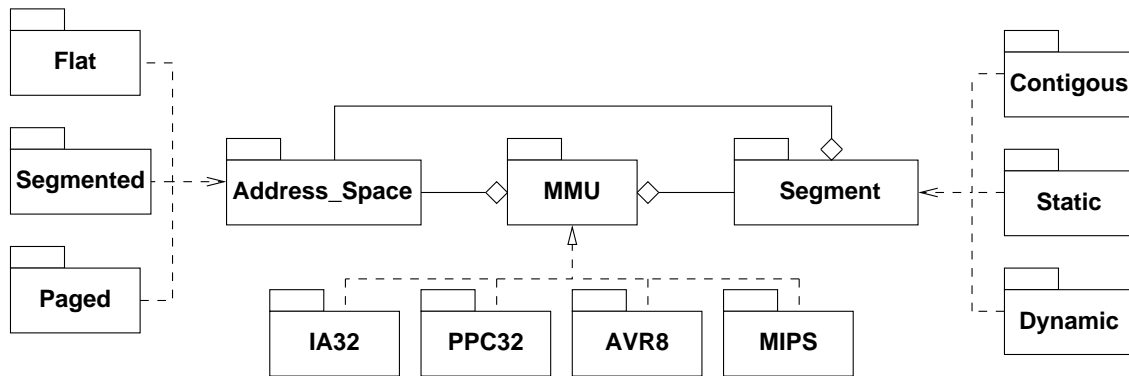 Flat
Contigous
Segmented
Address_Space
MMU
Segment
Static
Paged
IA32
PPC32
AVR8
MIPS
Dynamic